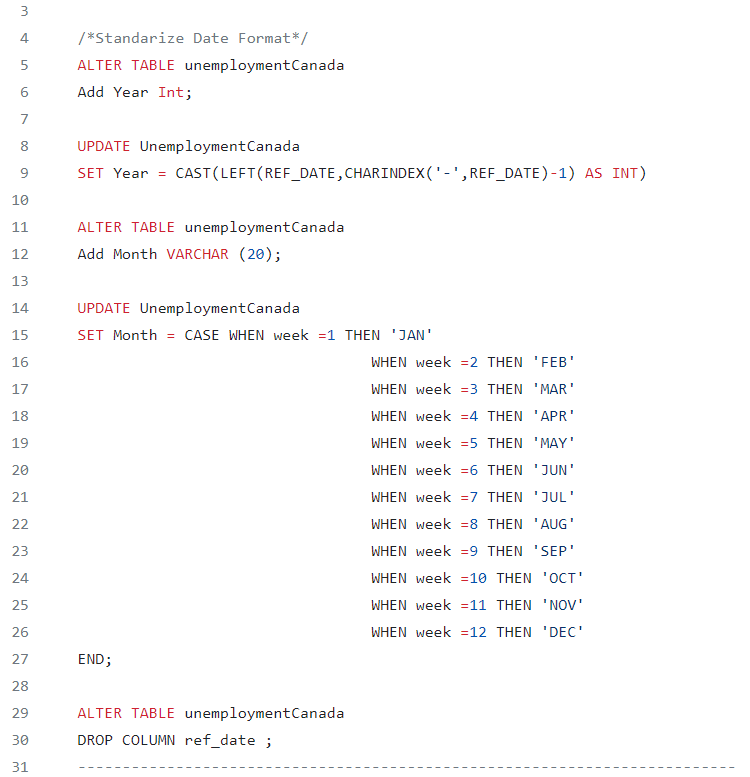 3
4 /*Standarize Date Format*/
5 ALTER TABLE unemploymentCanada
6 Add Year Int;
7
8 UPDATE UnemploymentCanada
9 SET Year = CAST(LEFT(REF_DATE,CHARINDEX('-',REF_DATE)-1) AS INT)
10
11 ALTER TABLE unemploymentCanada
12 Add Month VARCHAR (20);
13
14 UPDATE UnemploymentCanada
15 SET Month = CASE WHEN week =1 THEN 'JAN'
16 WHEN week =2 THEN 'FEB'
17 WHEN week =3 THEN 'MAR'
18 WHEN week =4 THEN 'APR'
19 WHEN week =5 THEN 'MAY'
20 WHEN week =6 THEN 'JUN'
21 WHEN week =7 THEN 'JUL'
22 WHEN week =8 THEN 'AUG'
23 WHEN week =9 THEN 'SEP'
24 WHEN week =10 THEN 'OCT'
25 WHEN week =11 THEN 'NOV'
26 WHEN week =12 THEN 'DEC'
27 END;
28
29 ALTER TABLE unemploymentCanada
30 DROP COLUMN ref_date ;
31 --------------------------------------------------------------------------